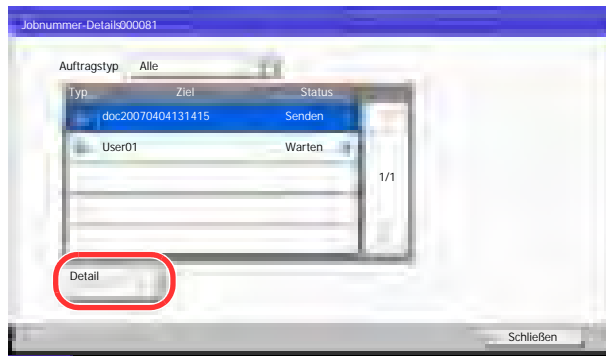 Jobnummer-Details000081
Auftragstyp Alle
Typ Ziel Status
doc20070404131415 Senden
User01 Warten
1/1
Detail
Schließen